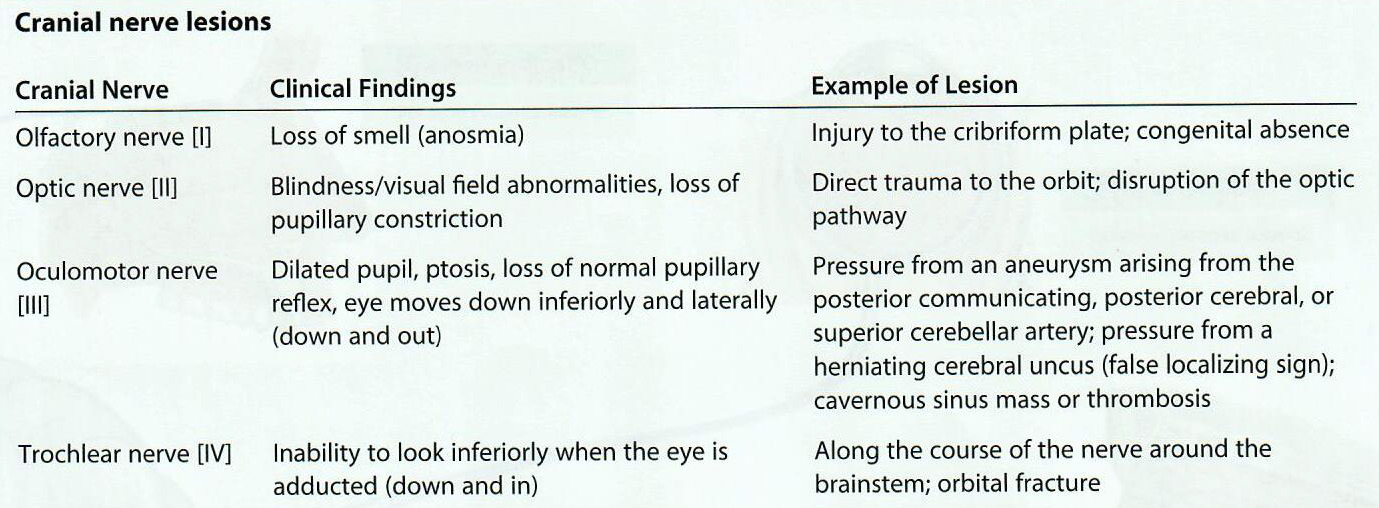 Cranial nerve lesions
Cranial Nerve Clinical Findings Example of Lesion
Olfactory nerve [I] Loss of smell (anosmia) Injury to the cribriform plate; congenital absence
Optic nerve [II] Blindness/visual field abnormalities, loss of Direct trauma to the orbit; disruption of the optic
pupillary constriction pathway
Oculomotor nerve Dilated pupil, ptosis, loss of normal pupillary Pressure from an aneurysm arising from the
[III] reflex, eye moves down inferiorly and laterally posterior communicating, posterior cerebral, or
(down and out) superior cerebellar artery; pressure from a
herniating cerebral uncus (false localizing sign);
cavernous sinus mass or thrombosis
Trochlear nerve [IV] Inability to look inferiorly when the eye is Along the course of the nerve around the
adducted (down and in) brainstem; orbital fracture